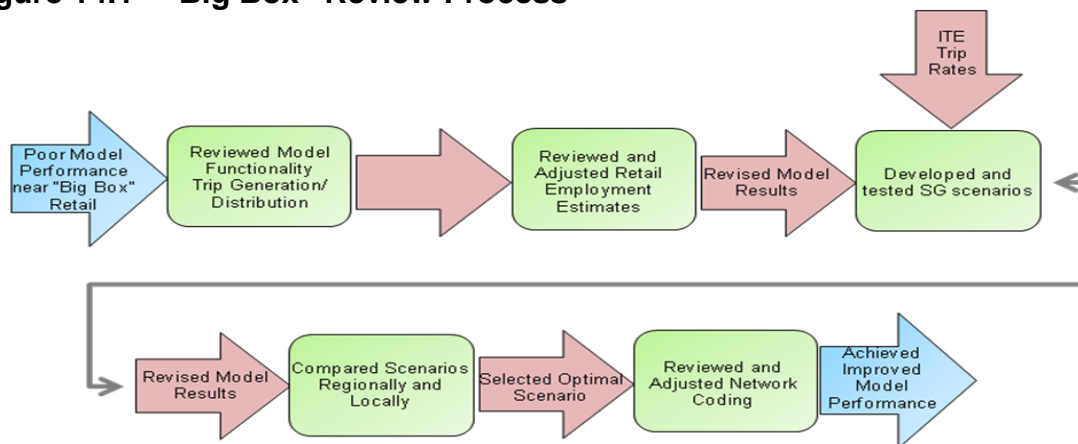 "Big Box" Review Process
ITE
Trip
Rates
Poor Model
Performance
near "Big Box"
Retail
Reviewed Model
Functionality
Trip Generation/
Distribution
Reviewed and
Adjusted Retail
Employment
Estimates
Revised Model
Results
Developed and
tested SG scenarios
Revised Model
Results
Compared Scenarios
Regionally and
Locally
Selected Optimal
Scenario
Reviewed and
Adjusted Network
Coding
Achieved
Improved
Model
Performance